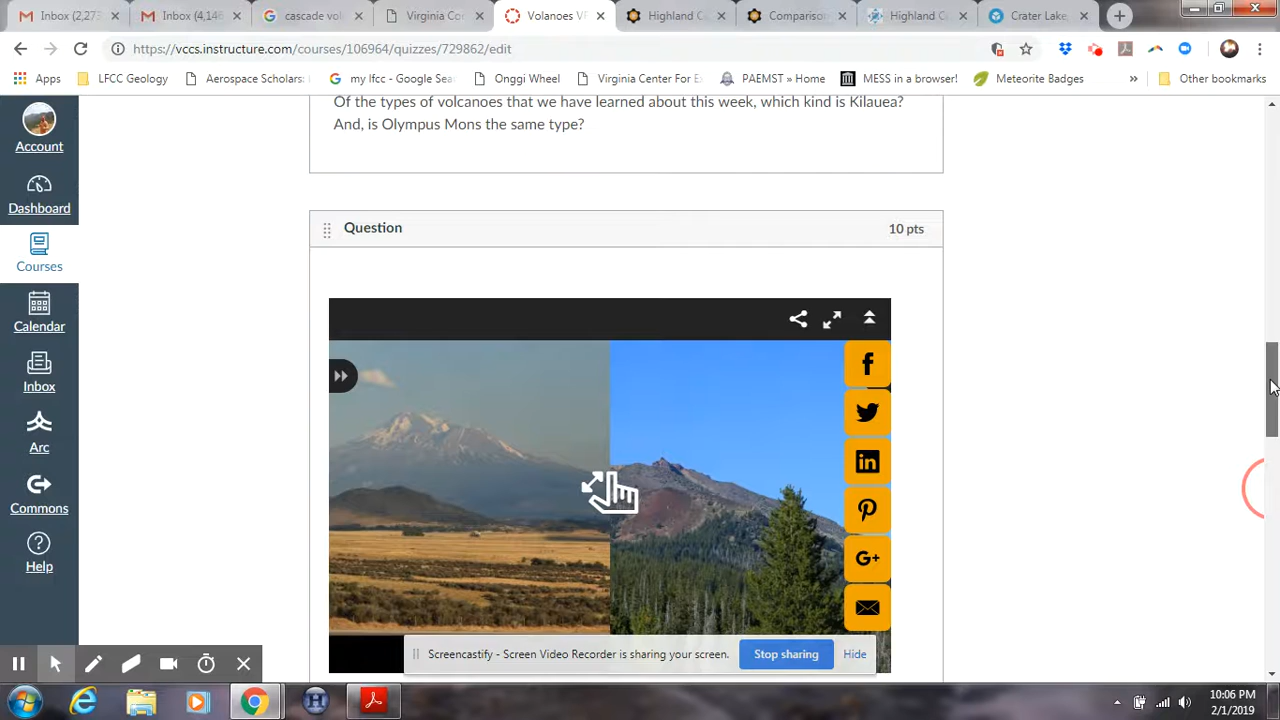 Inbox (2,27
Inbox (4,146
cascade vol
Virginia Co
Volanoes VF
Highland Cu
Comparison
Highland C
Crater Lake,
https://vccs.instructure.com/courses/106964/quizzes/729862/edit
Apps
LFCC Geology
Aerospace Scholars:
my lfcc - Google Sea
Onggi Wheel
Virginia Center For E
PAEMST » Home
MESS in a browser!
Meteorite Badges
»
Other bookmarks
Account
Dashboard
Courses
Calendar
Inbox
Arc
Commons
Help
Of the types of volcanoes that we have learned about this week, which kind is Kilauea?
And, is Olympus Mons the same type?
Question
10 pts
Screencastify - Screen Video Recorder is sharing your screen.
Stop sharing
Hide
10:06 PM
2/1/2019